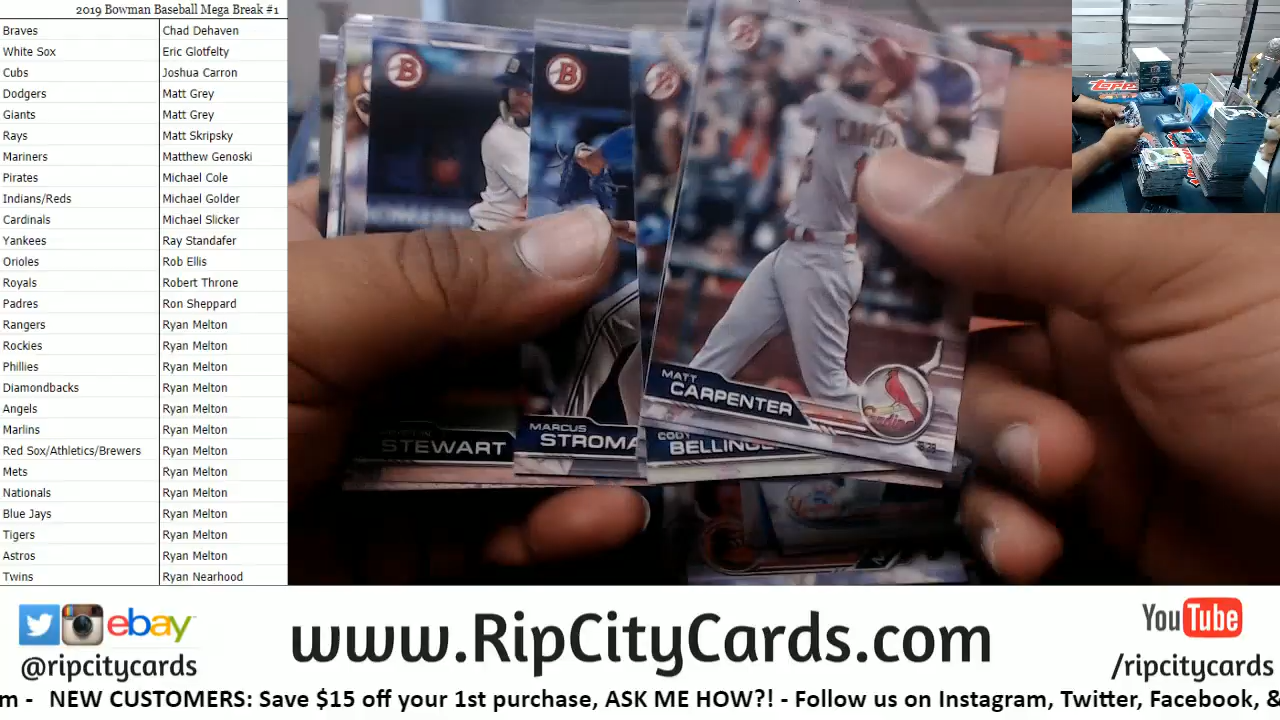 2019 Bowman Baseball Mega Break #1
Braves Chad Dehaven
White Sox Eric Glotfelty
Cubs Joshua Carron
Dodgers Matt Grey
Giants Matt Grey
Rays Matt Skripsky
Mariners Matthew Genoski
Pirates Michael Cole
Indians/Reds Michael Golder
Cardinals Michael Slicker
Yankees Ray Standafer
Orioles Rob Ellis
Royals Robert Throne
Padres Ron Sheppard
Rangers Ryan Melton
Rockies Ryan Melton
Phillies Ryan Melton
Diamondbacks Ryan Melton
Angels Ryan Melton
Marlins Ryan Melton
Red Sox/Athletics/Brewers Ryan Melton
Mets Ryan Melton
Nationals Ryan Melton
Blue Jays Ryan Melton
Tigers Ryan Melton
Astros Ryan Melton
Twins Ryan Nearhood
B
B
STEWART
MARCUS
STROMA
CODY
BELLINGE
MATT
CARPENTER
TOPPS
ebay
@ripcitycards
www.RipCityCards.com
YouTube
/ripcitycards
m - NEW CUSTOMERS: Save $15 off your 1st purchase, ASK ME HOW?! - Follow us on Instagram, Twitter, Facebook, &